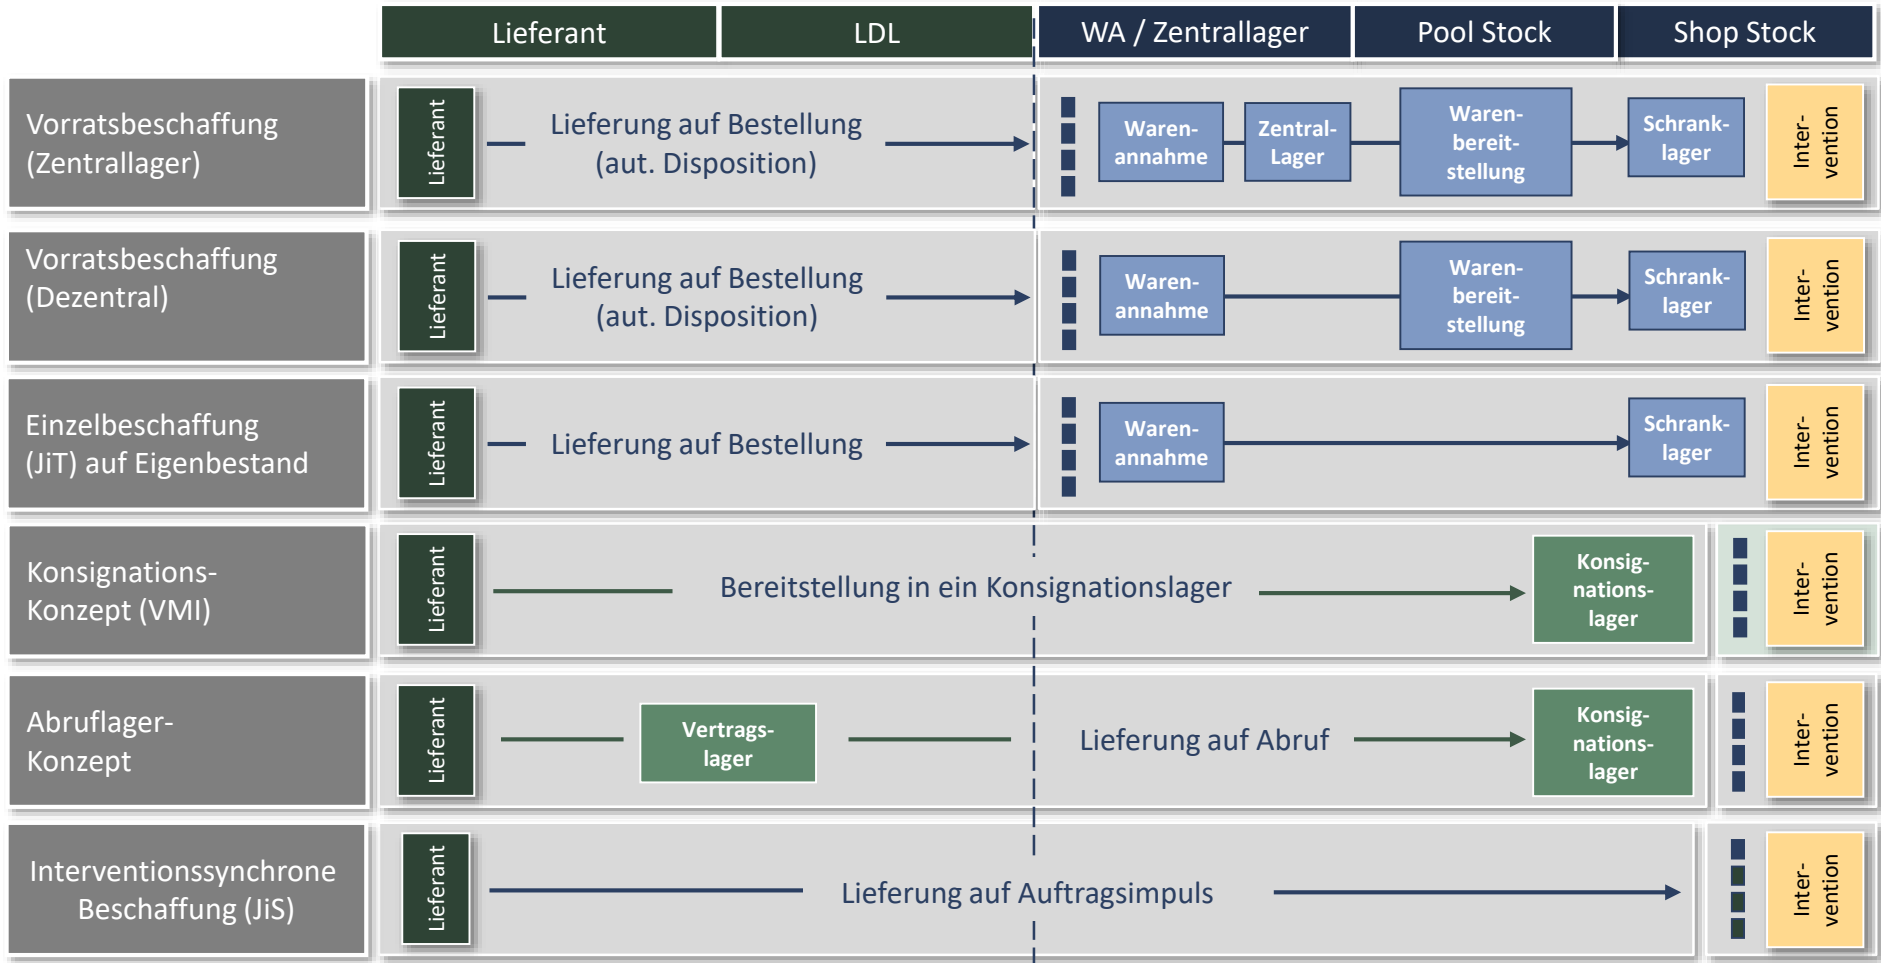 Lieferant
LDL
WA / Zentrallager
Pool Stock
Shop Stock
Vorratsbeschaffung
(Zentrallager)
Lieferant
Lieferung auf Bestellung
(aut. Disposition)
Waren-
annahme
Zentral-
Lager
Waren-
bereit-
stellung
Schrank-
lager
Inter-
vention
Vorratsbeschaffung
(Dezentral)
Lieferant
Lieferung auf Bestellung
(aut. Disposition)
Waren-
annahme
Waren-
bereit-
stellung
Schrank-
lager
Inter-
vention
Einzelbeschaffung
(JiT) auf Eigenbestand
Lieferant
Lieferung auf Bestellung
Waren-
annahme
Schrank-
lager
Inter-
vention
Konsignations-
Konzept (VMI)
Lieferant
Bereitstellung in ein Konsignationslager
Konsig-
nations-
lager
Inter-
vention
Abruflager-
Konzept
Lieferant
Vertrags-
lager
Lieferung auf Abruf
Konsig-
nations-
lager
Inter-
vention
Interventionssynchrone
Beschaffung (JiS)
Lieferant
Lieferung auf Auftragsimpuls
Inter-
vention